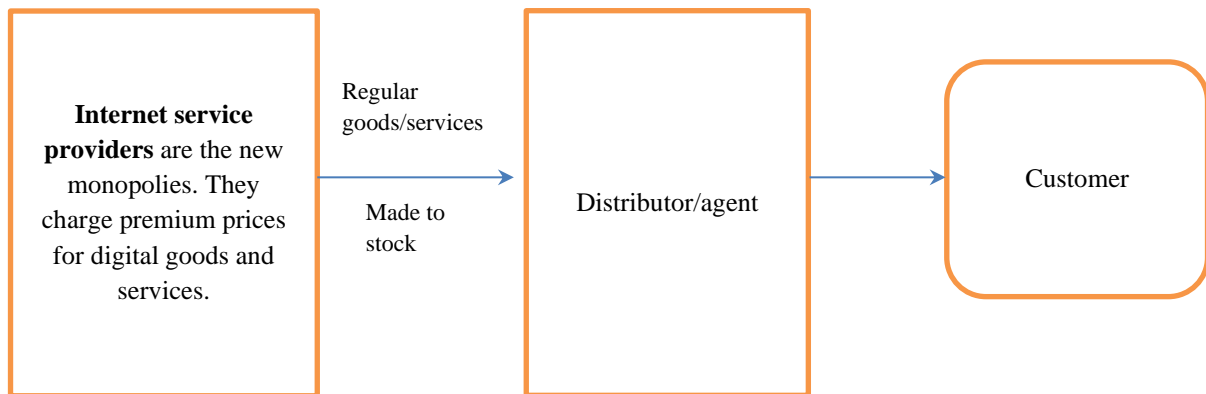 Internet service
providers are the new
monopolies. They
charge premium prices
for digital goods and
services.
Regular
goods/services
Made to
stock
Distributor/agent
Customer